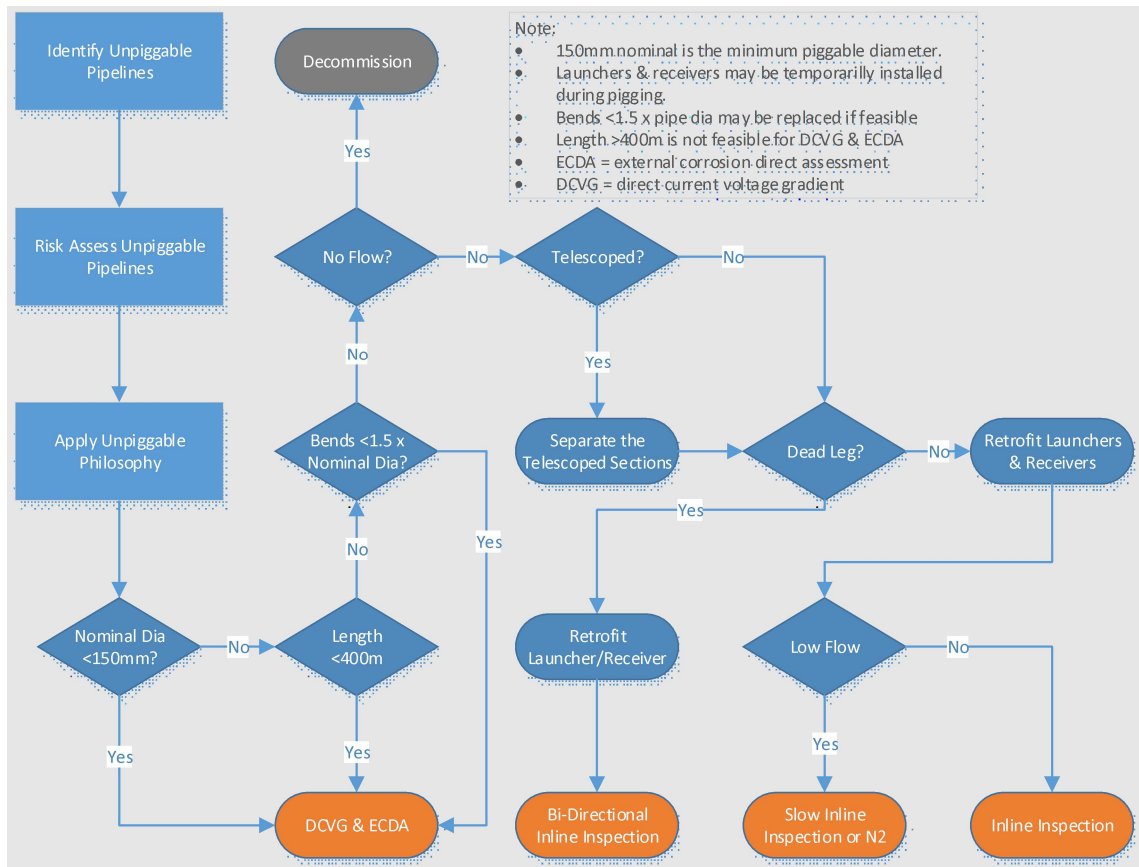 Identify Unpiggable
Pipelines
Decommission
Note:
• 150mm nominal is the minimum piggable diameter.
• Launchers & receivers may be temporarilly installed
during pigging.
• Bends <1.5 x pipe dia may be replaced if feasible
• Length >400m is not feasible for DCVG & ECDA
• ECDA = external corrosion direct assessment
• DCVG = direct current voltage gradient
Yes
Risk Assess Unpiggable
Pipelines
No Flow?
No
Telescoped?
No
No
Yes
Apply Unpiggable
Philosophy
Bends <1.5 x
Nominal Dia?
Separate the
Telescoped Sections
Dead Leg?
No
Retrofit Launchers
& Receivers
Yes
No
Yes
Nominal Dia
<150mm?
No
Length
<400m
Retrofit
Launcher/Receiver
Low Flow
No
Yes
Yes
Yes
DCVG & ECDA
Bi-Directional
Inline Inspection
Slow Inline
Inspection or N2
Inline Inspection